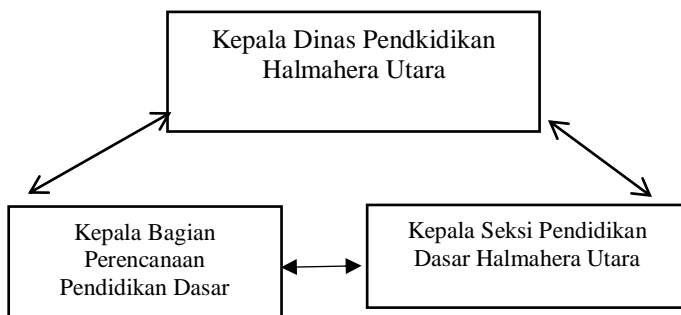 Kepala Dinas Pendkidikan
Halmahera Utara
Kepala Bagian
Perencanaan
Pendidikan Dasar
Kepala Seksi Pendidikan
Dasar Halmahera Utara